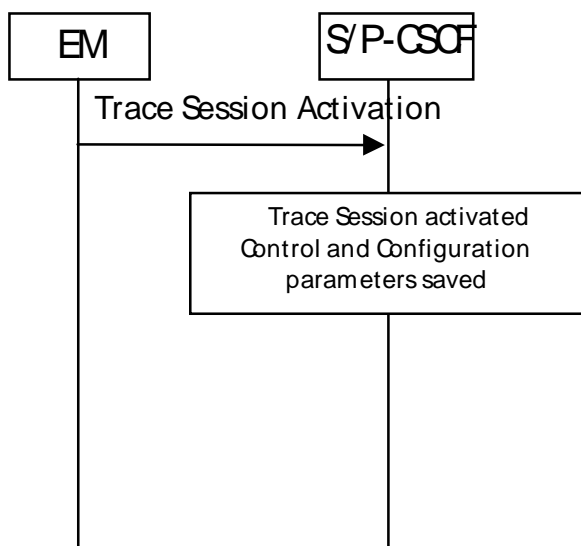 EM
S/P-CSCF
Trace Session Activation
Trace Session activated
Control and Configuration
parameters saved